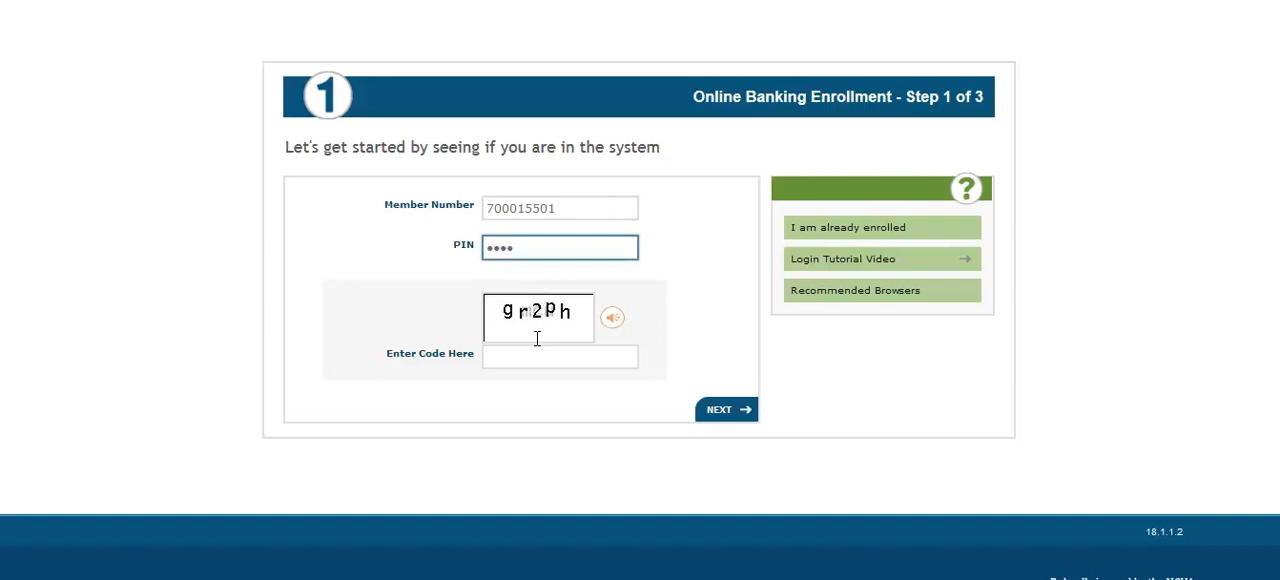 1
Online Banking Enrollment - Step 1 of 3
Let's get started by seeing if you are in the system
Member Number
700015501
PIN
••••
gr2ph
Enter Code Here
NEXT →
?
I am already enrolled
Login Tutorial Video →
Recommended Browsers
18.1.1.2